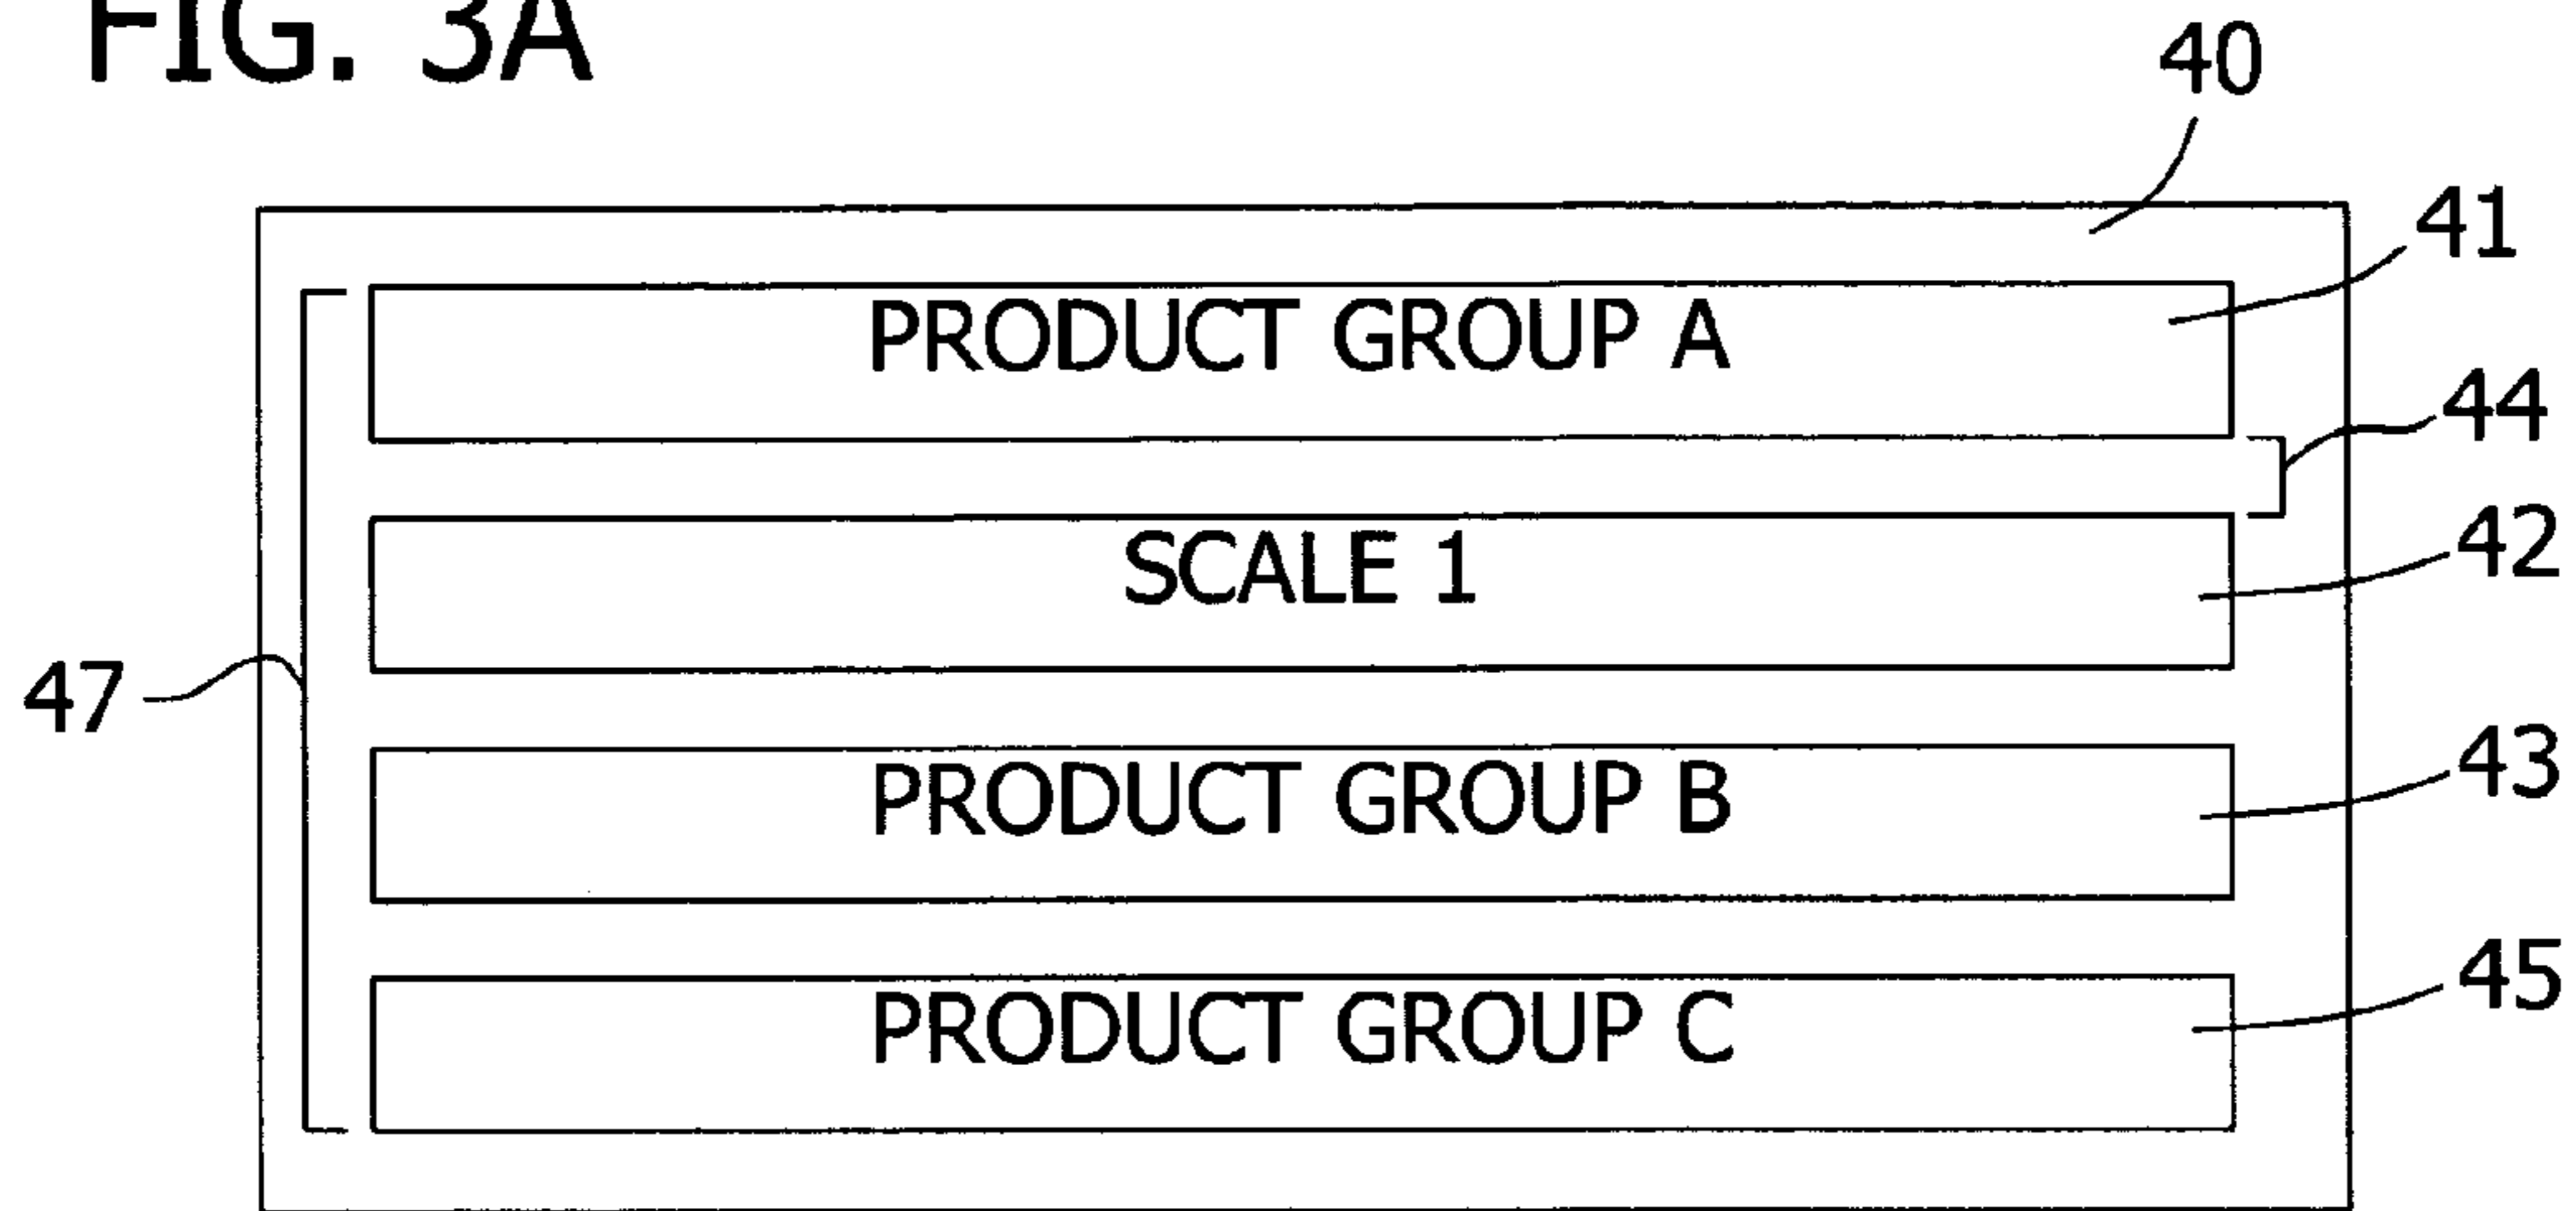 FIG. 3A
40
41
PRODUCT GROUP A
44
SCALE 1
42
47
PRODUCT GROUP B
43
PRODUCT GROUP C
45